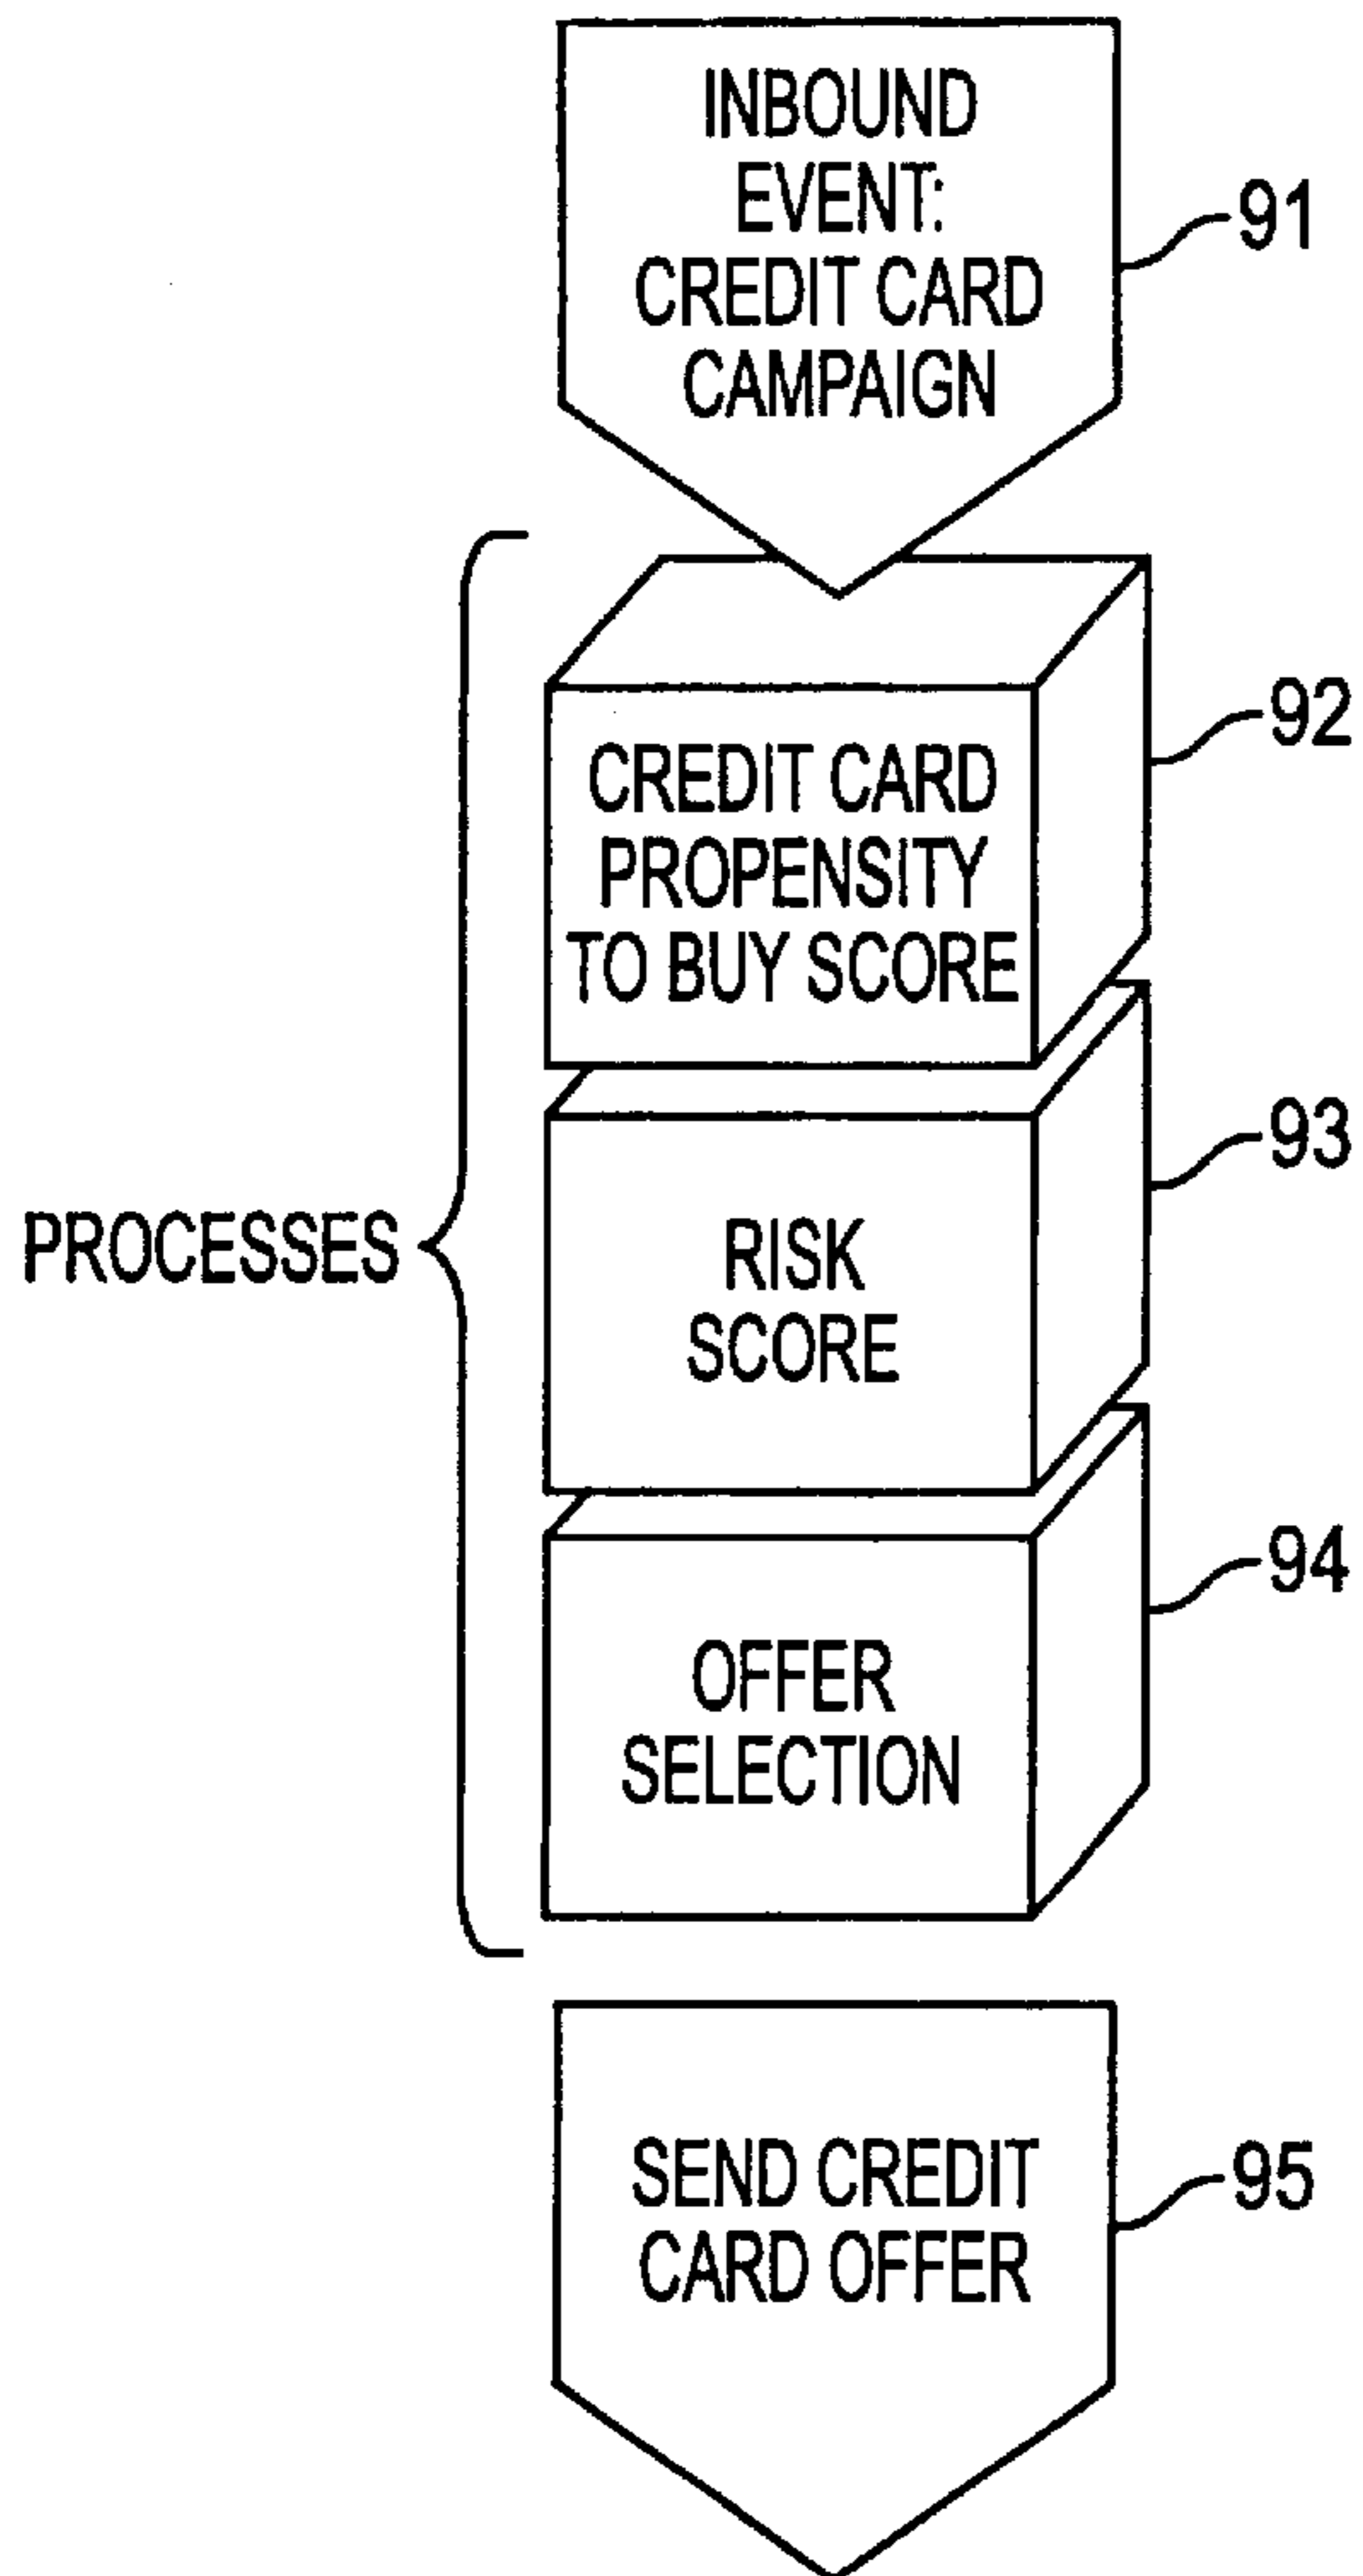 INBOUND
EVENT:
CREDIT CARD
CAMPAIGN
91
CREDIT CARD
PROPENSITY
TO BUY SCORE
92
PROCESSES
RISK
SCORE
93
OFFER
SELECTION
94
SEND CREDIT
CARD OFFER
95